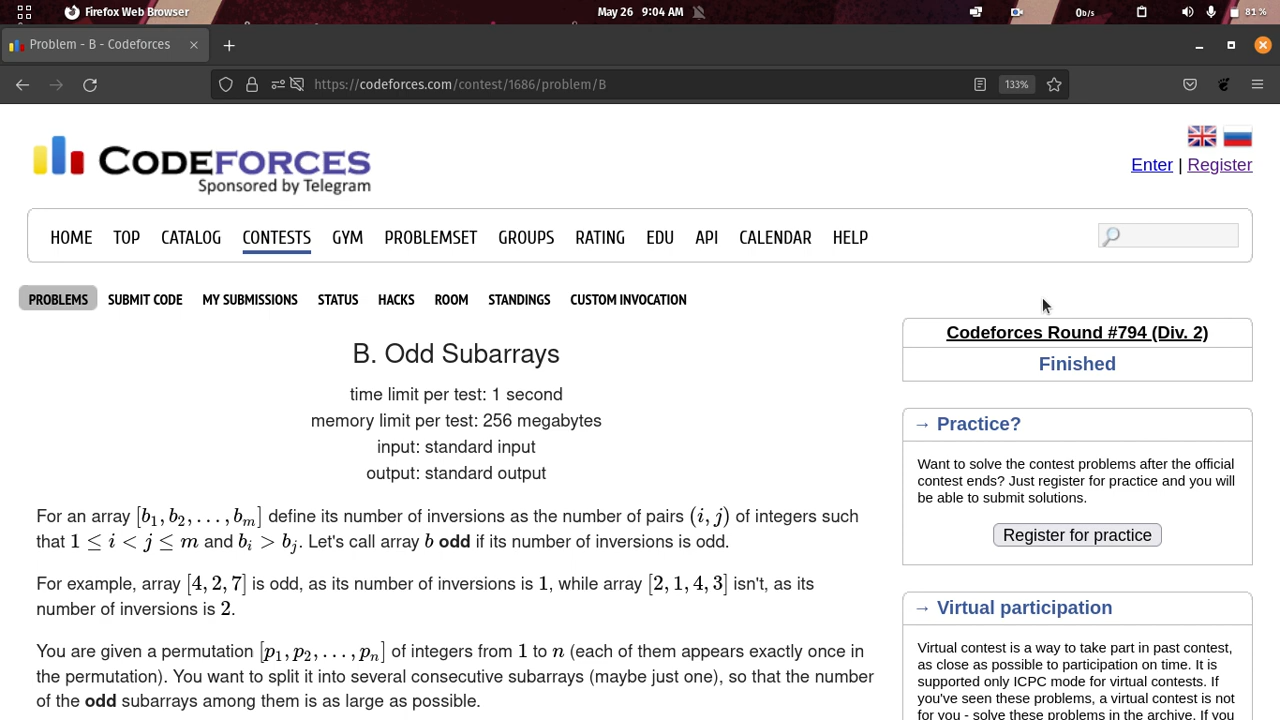 Firefox Web Browser
May 26 9:04 AM
0b/s
81 %
Problem - B - Codeforces
https://codeforces.com/contest/1686/problem/B
133%
CODEFORCES
Sponsored by Telegram
Enter | Register
HOME TOP CATALOG CONTESTS GYM PROBLEMSET GROUPS RATING EDU API CALENDAR HELP
PROBLEMS SUBMIT CODE MY SUBMISSIONS STATUS HACKS ROOM STANDINGS CUSTOM INVOCATION
B. Odd Subarrays
time limit per test: 1 second
memory limit per test: 256 megabytes
input: standard input
output: standard output
For an array [b₁, b₂, . . . , bₘ] define its number of inversions as the number of pairs (i, j) of integers such
that 1 ≤ i < j ≤ m and bᵢ > bⱼ. Let's call array b odd if its number of inversions is odd.
For example, array [4, 2, 7] is odd, as its number of inversions is 1, while array [2, 1, 4, 3] isn't, as its
number of inversions is 2.
You are given a permutation [p₁, p₂, . . . , pₙ] of integers from 1 to n (each of them appears exactly once in
the permutation). You want to split it into several consecutive subarrays (maybe just one), so that the number
of the odd subarrays among them is as large as possible.
Codeforces Round #794 (Div. 2)
Finished
→ Practice?
Want to solve the contest problems after the official
contest ends? Just register for practice and you will
be able to submit solutions.
Register for practice
→ Virtual participation
Virtual contest is a way to take part in past contest,
as close as possible to participation on time. It is
supported only ICPC mode for virtual contests. If
you've seen these problems, a virtual contest is not
for you - solve these problems in the archive. If you